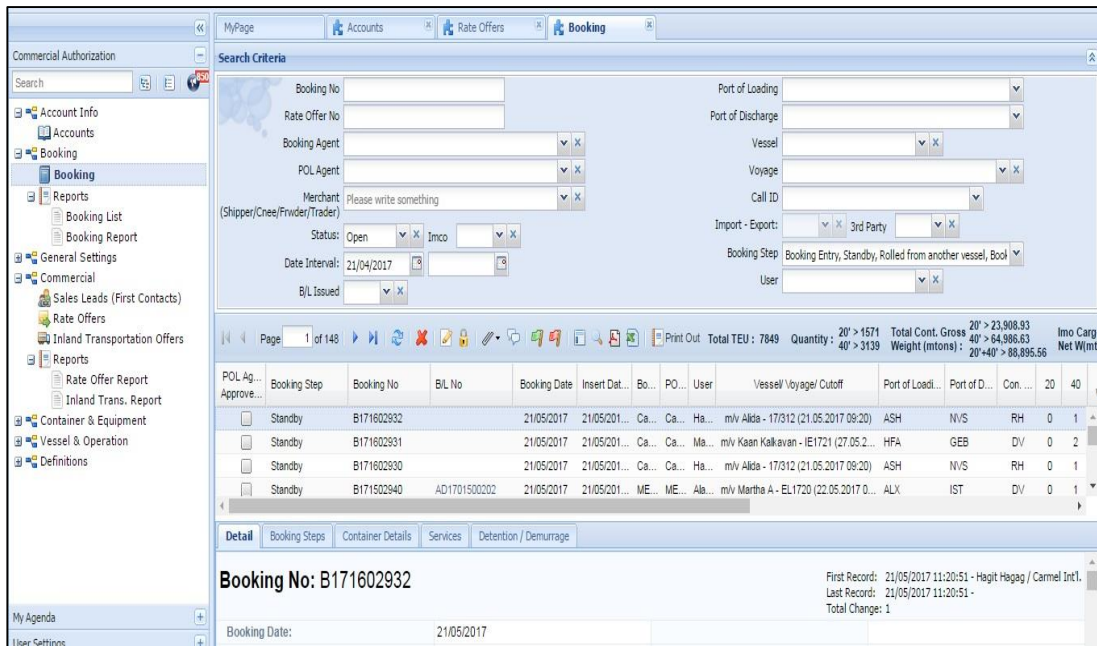 MyPage
Accounts
Rate Offers
Booking
Commercial Authorization
Search
850
Account Info
Accounts
Booking
Booking
Reports
Booking List
Booking Report
General Settings
Commercial
Sales Leads (First Contacts)
Rate Offers
Inland Transportation Offers
Reports
Rate Offer Report
Inland Trans. Report
Container & Equipment
Vessel & Operation
Definitions
My Agenda
User Settings
Search Criteria
Booking No
Rate Offer No
Booking Agent
POL Agent
Merchant Please write something
(Shipper/Cnee/Frwder/Trader)
Status: Open Imco
Date Interval: 21/04/2017
B/L Issued
Port of Loading
Port of Discharge
Vessel
Voyage
Call ID
Import - Export: 3rd Party
Booking Step Booking Entry, Standby, Rolled from another vessel, Book
User
Page 1 of 148 Print Out Total TEU : 7849 Quantity : 20' > 1571 40' > 3139 Total Cont. Gross Weight (mtons) : 20' > 23,908.93 40' > 64,986.63 20'+40' > 88,895.56 Imo Carg Net W(mt
POL Ag... Approve... Booking Step Booking No B/L No Booking Date Insert Dat... Bo... PO... User Vessel/ Voyage/ Cutoff Port of Loadi... Port of D... Con. ... 20 40
Standby B171602932 21/05/2017 21/05/201... Ca... Ca... Ha... m/v Alida - 17/312 (21.05.2017 09:20) ASH NVS RH 0 1
Standby B171602931 21/05/2017 21/05/201... Ca... Ca... Ma... m/v Kaan Kalkavan - IE1721 (27.05.2... HFA GEB DV 0 2
Standby B171602930 21/05/2017 21/05/201... Ca... Ca... Ha... m/v Alida - 17/312 (21.05.2017 09:20) ASH NVS RH 0 1
Standby B171502940 AD1701500202 21/05/2017 21/05/201... ME... ME... Ala... m/v Martha A - EL1720 (22.05.2017 0... ALX IST DV 0 1
Detail Booking Steps Container Details Services Detention / Demurrage
Booking No: B171602932
First Record: 21/05/2017 11:20:51 - Hagit Hagag / Carmel Int'l.
Last Record: 21/05/2017 11:20:51 -
Total Change: 1
Booking Date: 21/05/2017